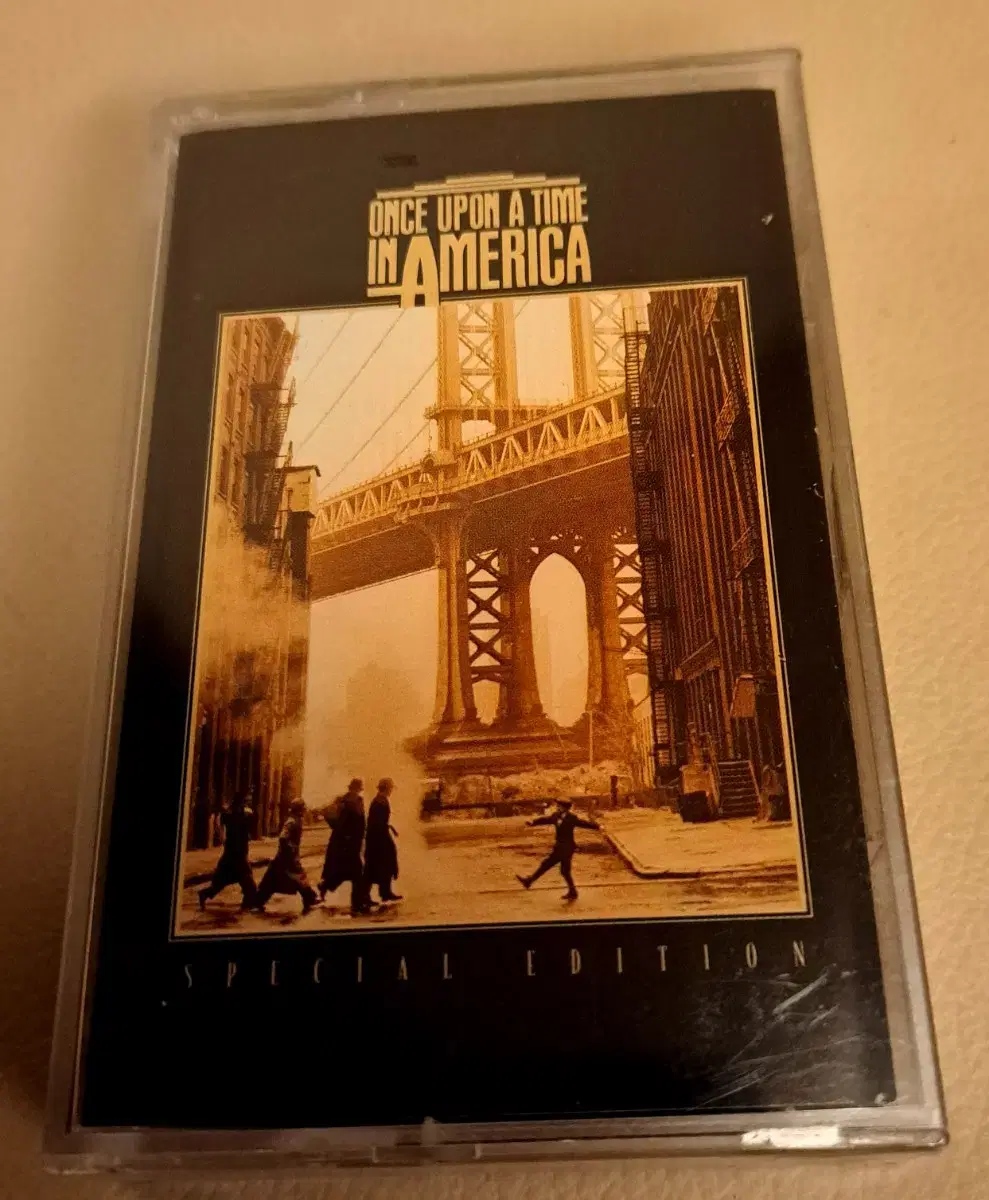 ONCE UPON A TIME
IN AMERICA
SPECIAL EDITION